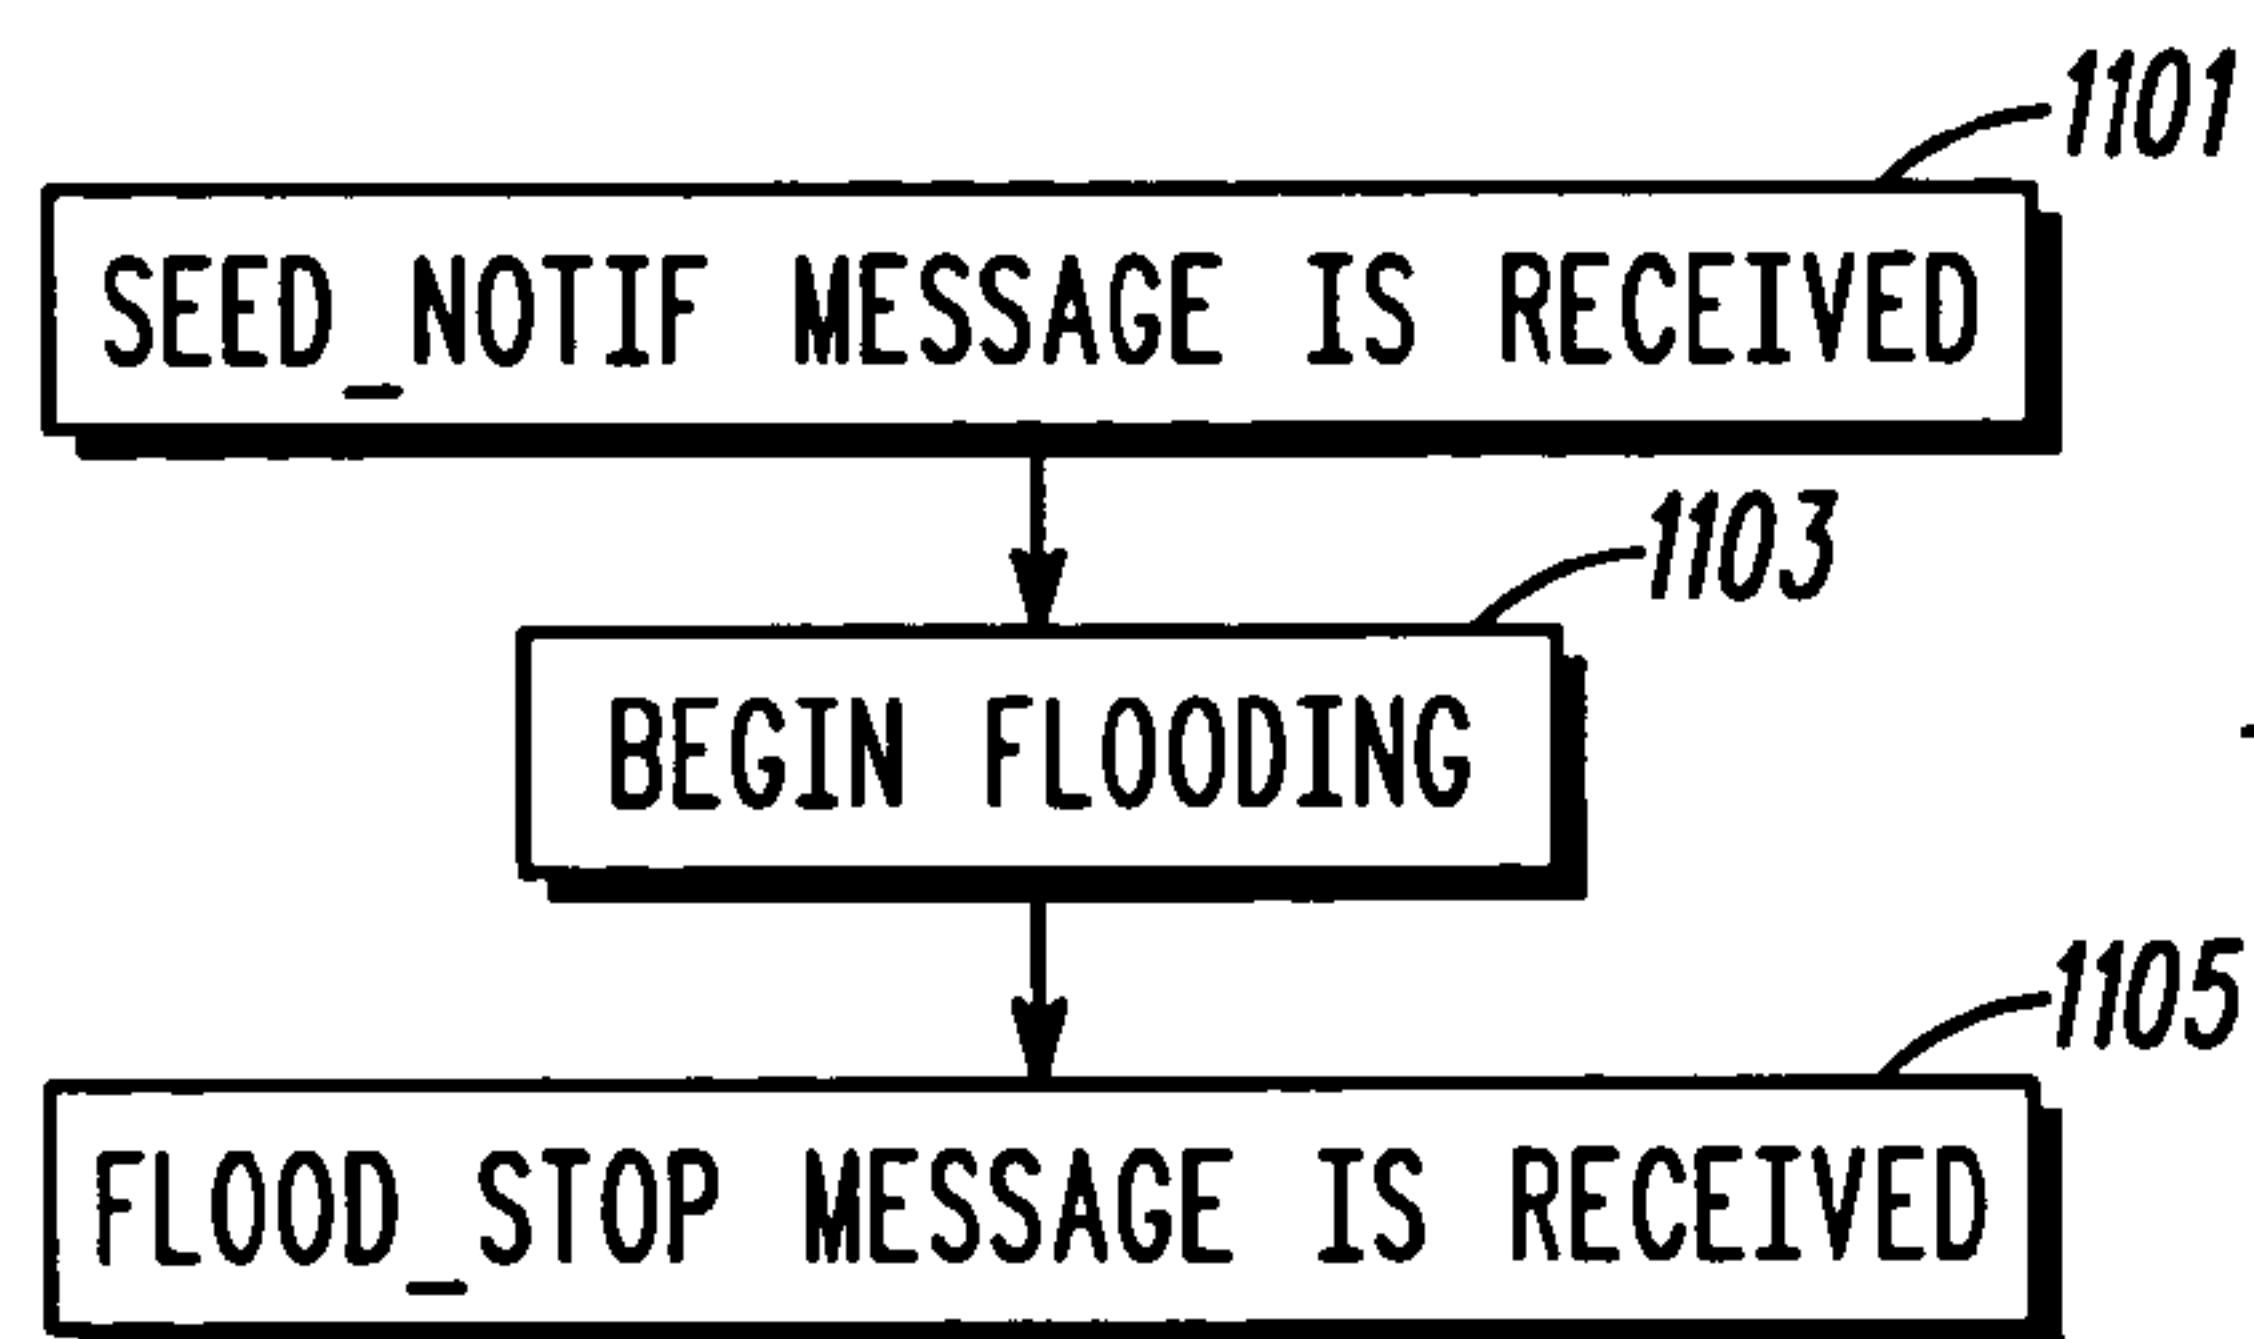 1101
SEED_NOTIF MESSAGE IS RECEIVED
1103
BEGIN FLOODING
1105
FLOOD_STOP MESSAGE IS RECEIVED